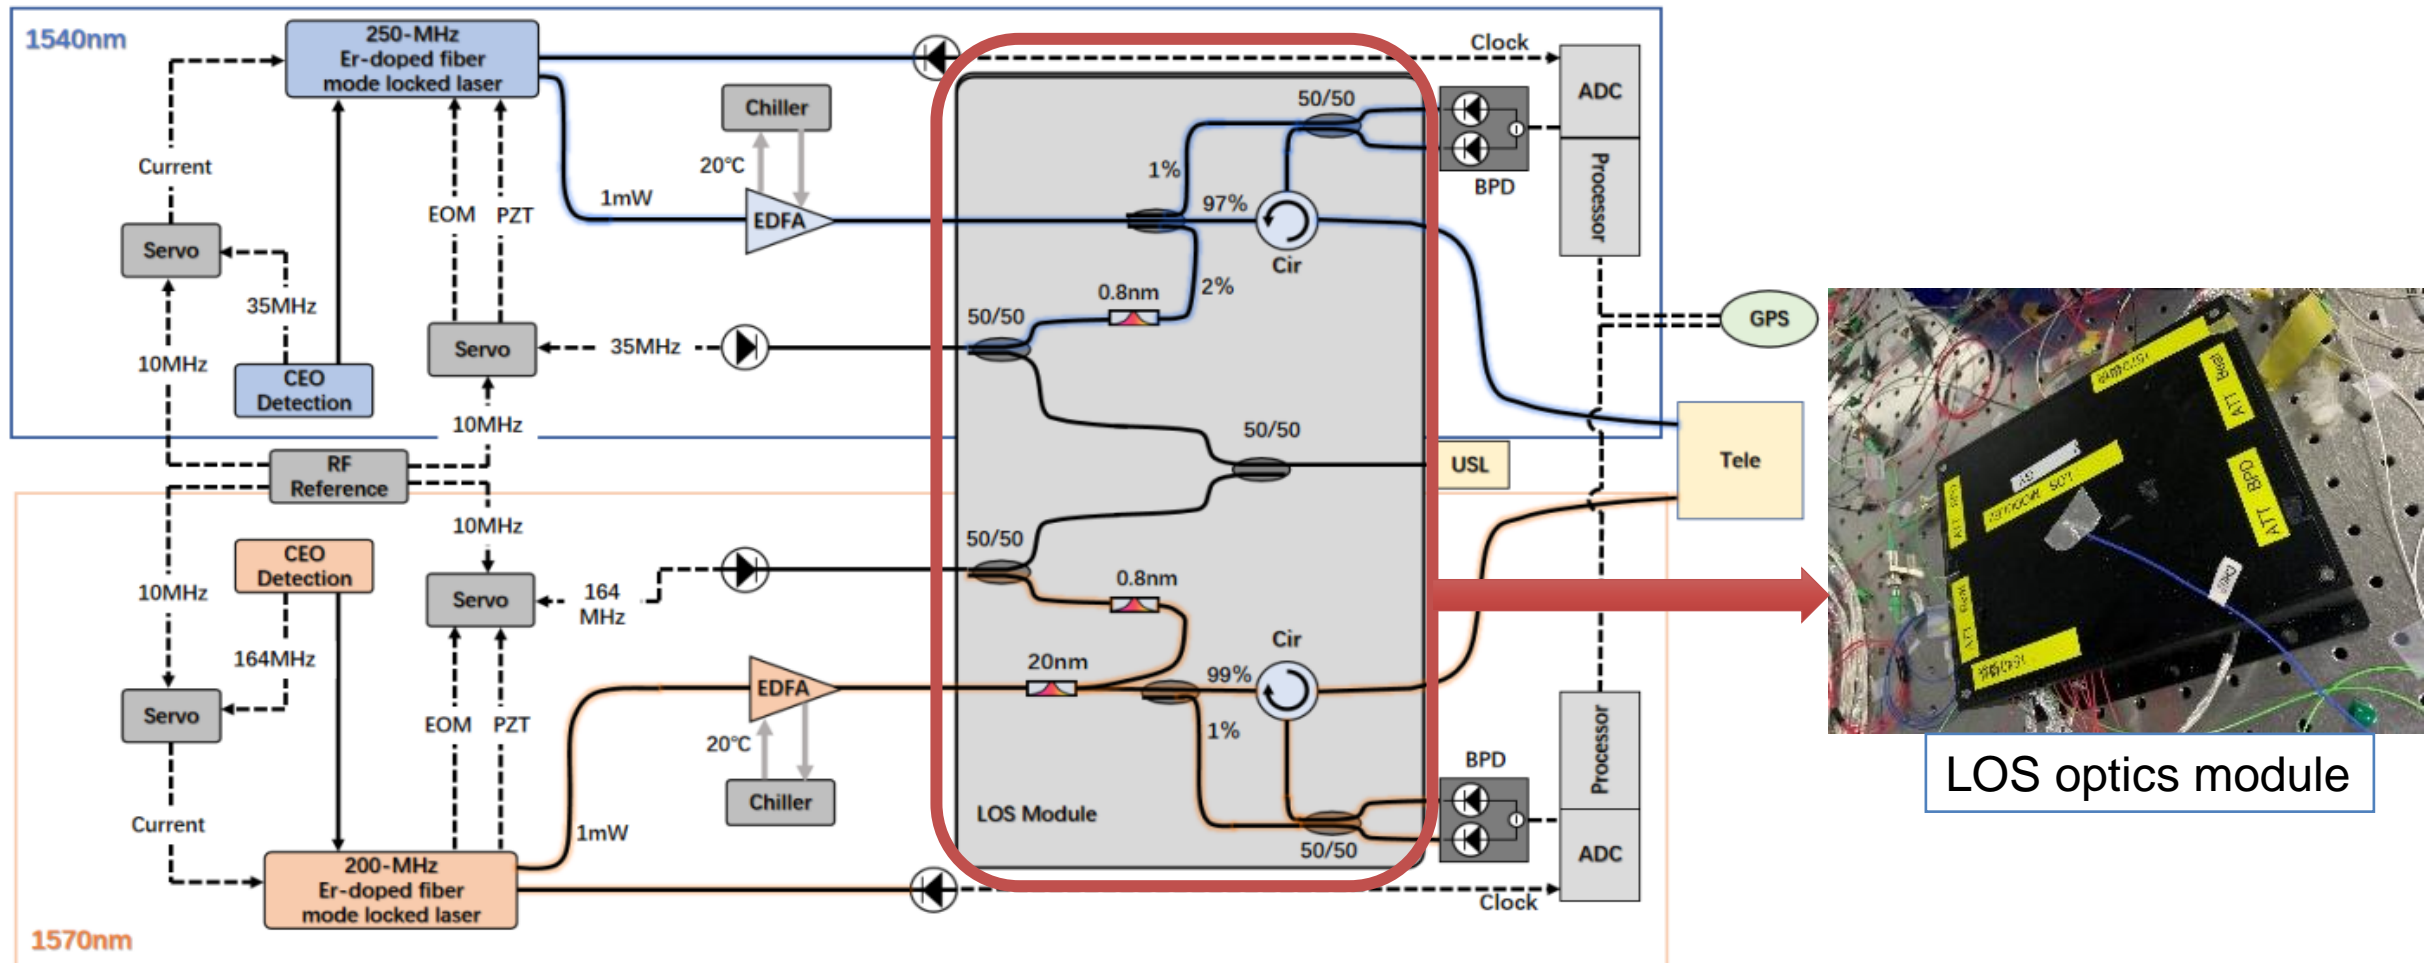 1540nm
250-MHz
Er-doped fiber
mode locked laser
Clock
ADC
Processor
Chiller
20℃
50/50
BPD
Current
1mW
EDFA
1%
97%
Cir
2%
EOM
PZT
Servo
35MHz
0.8nm
50/50
Servo
35MHz
GPS
10MHz
CEO
Detection
10MHz
50/50
USL
Tele
RF
Reference
10MHz
CEO
Detection
50/50
10MHz
Servo
164
MHz
0.8nm
164MHz
20nm
Cir
99%
Servo
EOM
PZT
EDFA
1%
20℃
Chiller
Processor
BPD
Current
1mW
LOS Module
50/50
ADC
200-MHz
Er-doped fiber
mode locked laser
Clock
1570nm
ATT
BPD
LOS optics module